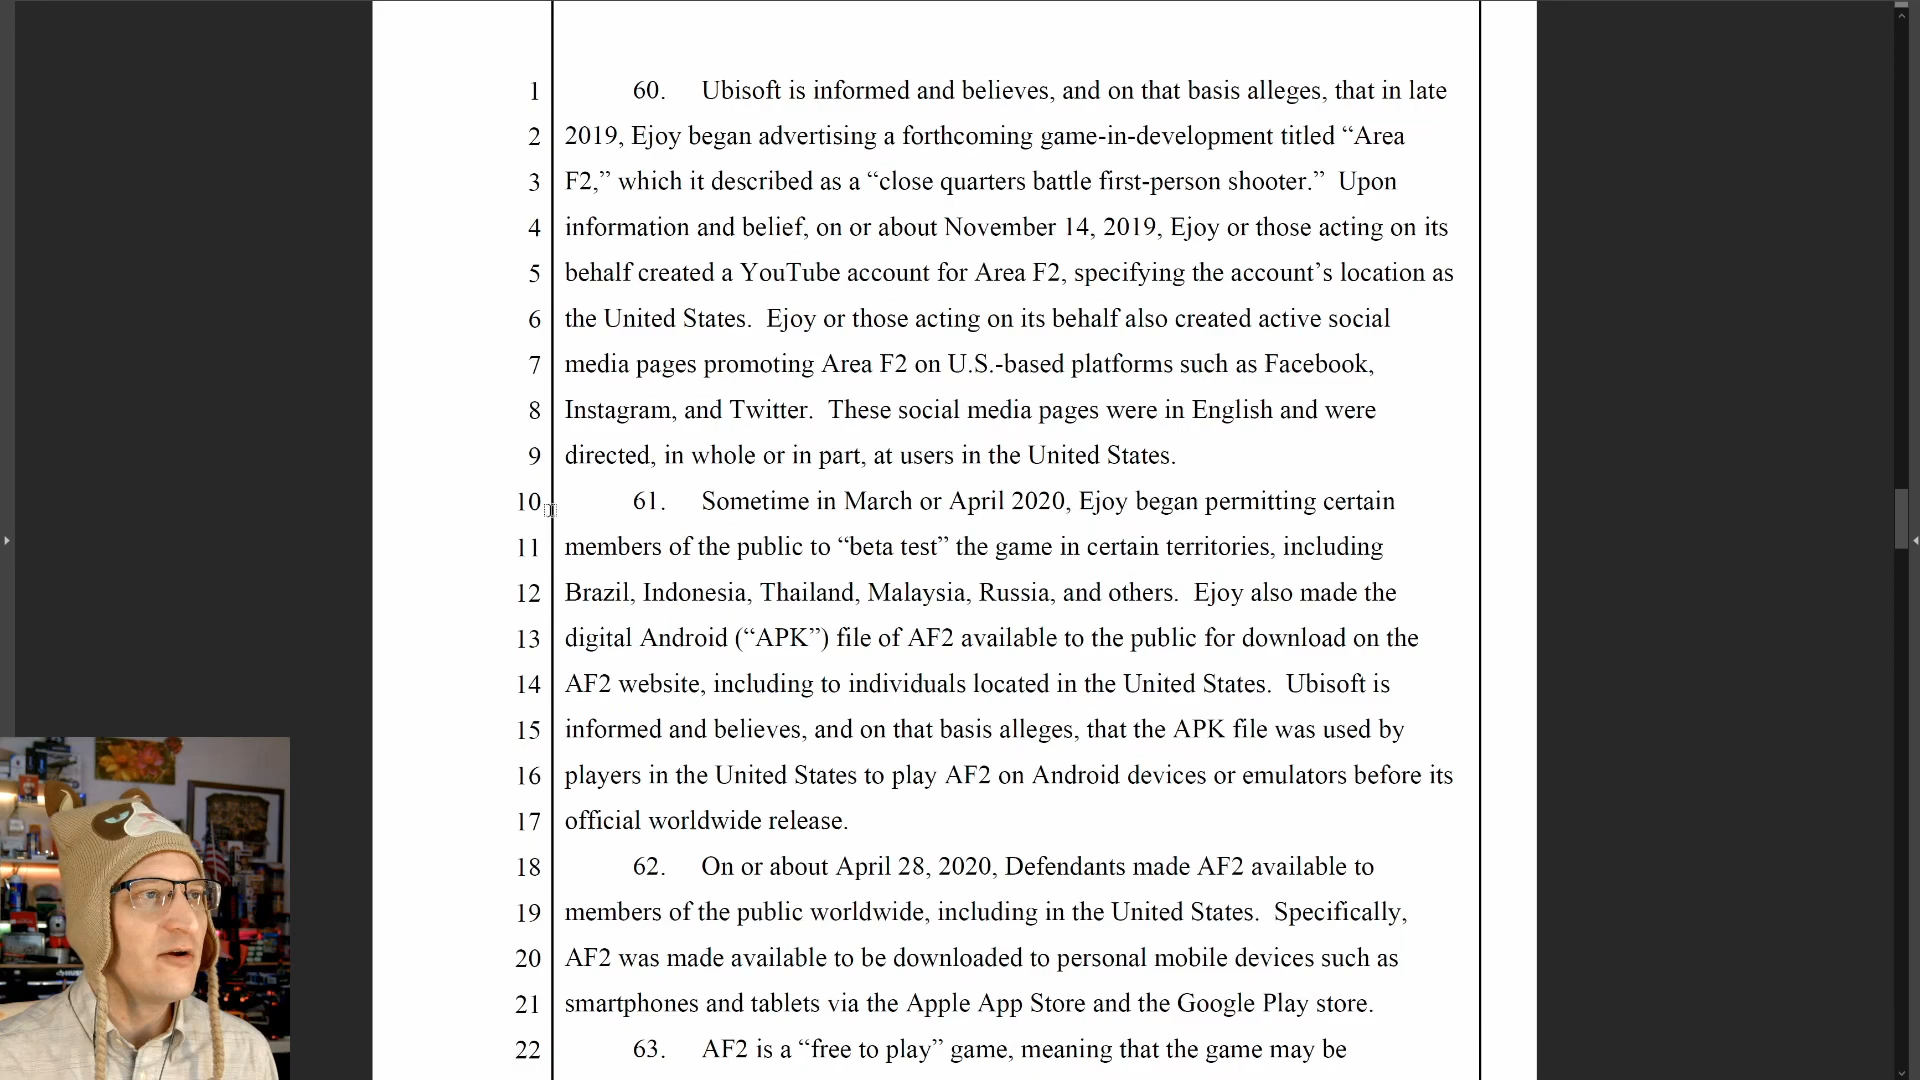 1 60. Ubisoft is informed and believes, and on that basis alleges, that in late
2 2019, Ejoy began advertising a forthcoming game-in-development titled “Area
3 F2,” which it described as a “close quarters battle first-person shooter.” Upon
4 information and belief, on or about November 14, 2019, Ejoy or those acting on its
5 behalf created a YouTube account for Area F2, specifying the account’s location as
6 the United States. Ejoy or those acting on its behalf also created active social
7 media pages promoting Area F2 on U.S.-based platforms such as Facebook,
8 Instagram, and Twitter. These social media pages were in English and were
9 directed, in whole or in part, at users in the United States.
10 61. Sometime in March or April 2020, Ejoy began permitting certain
11 members of the public to “beta test” the game in certain territories, including
12 Brazil, Indonesia, Thailand, Malaysia, Russia, and others. Ejoy also made the
13 digital Android (“APK”) file of AF2 available to the public for download on the
14 AF2 website, including to individuals located in the United States. Ubisoft is
15 informed and believes, and on that basis alleges, that the APK file was used by
16 players in the United States to play AF2 on Android devices or emulators before its
17 official worldwide release.
18 62. On or about April 28, 2020, Defendants made AF2 available to
19 members of the public worldwide, including in the United States. Specifically,
20 AF2 was made available to be downloaded to personal mobile devices such as
21 smartphones and tablets via the Apple App Store and the Google Play store.
22 63. AF2 is a “free to play” game, meaning that the game may be